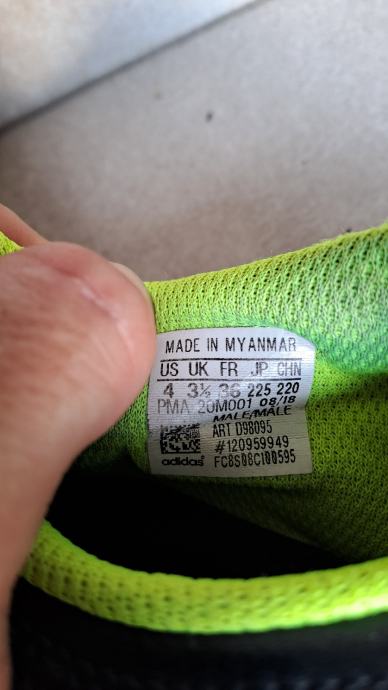 MADE IN MYANMAR
US UK FR JP CHN
4 3½ 36 225 220
PMA 20M001 08/18
MALE/MALE
ART D98095
#120959949
adidas FC8S08C100595